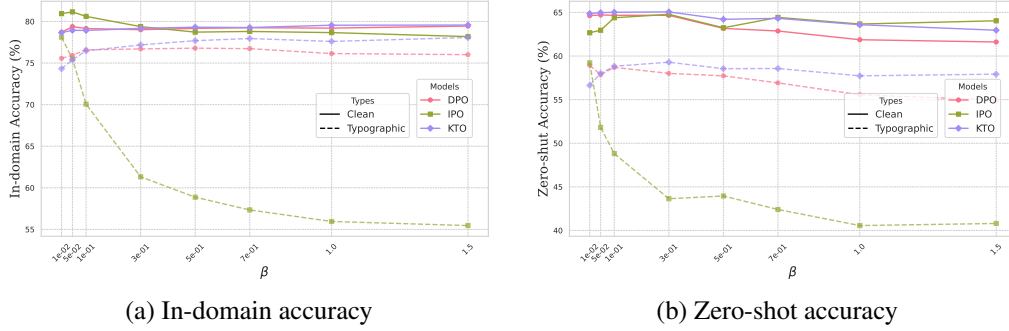 In-domain Accuracy (%)
80
75
70
65
60
55
Types
Clean
Typographic
Models
DPO
IPO
KTO
1e-02
5e-02
1e-01
3e-01
5e-01
7e-01
1.0
1.5
β
(a) In-domain accuracy
Zero-shut Accuracy (%)
65
60
55
50
45
40
Types
Clean
Typographic
Models
DPO
IPO
KTO
1e-02
5e-02
1e-01
3e-01
5e-01
7e-01
1.0
1.5
β
(b) Zero-shot accuracy